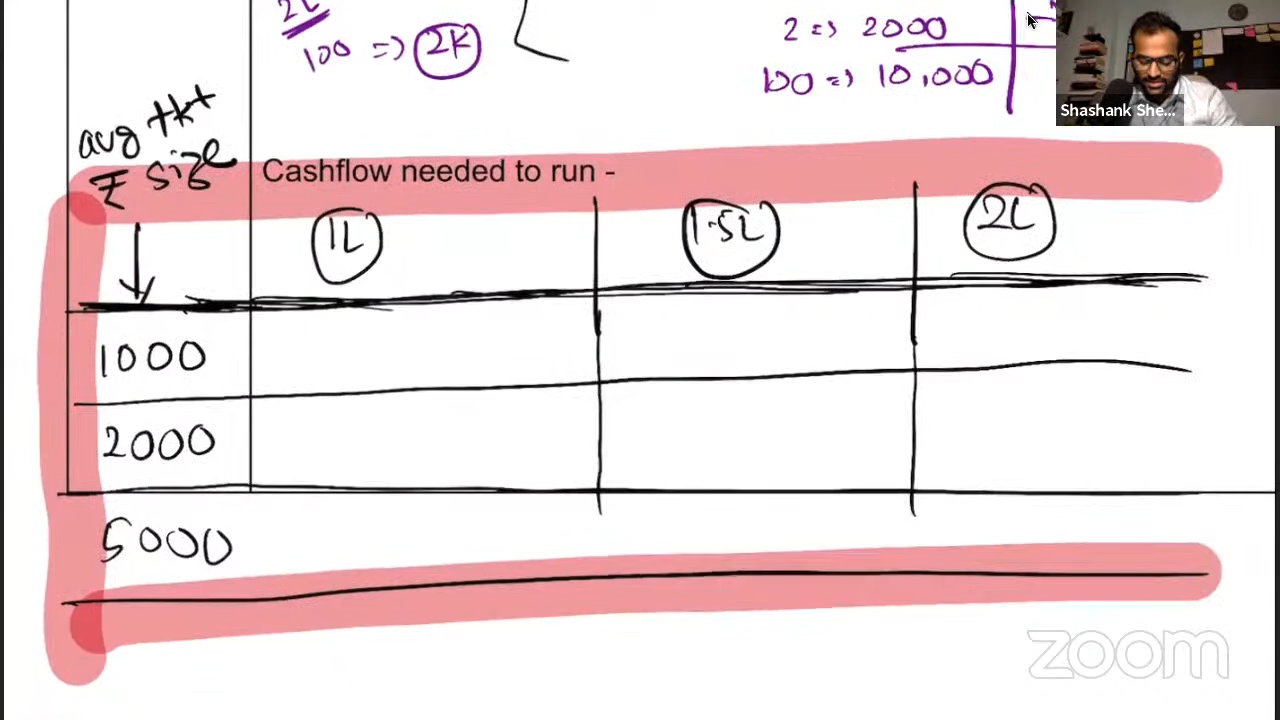 2L
100 => 2K
2 => 2000
100 => 10,000
Shashank She...
avg tkt
₹ size
Cashflow needed to run -
1L 1.5L 2L
1000
2000
5000
zoom